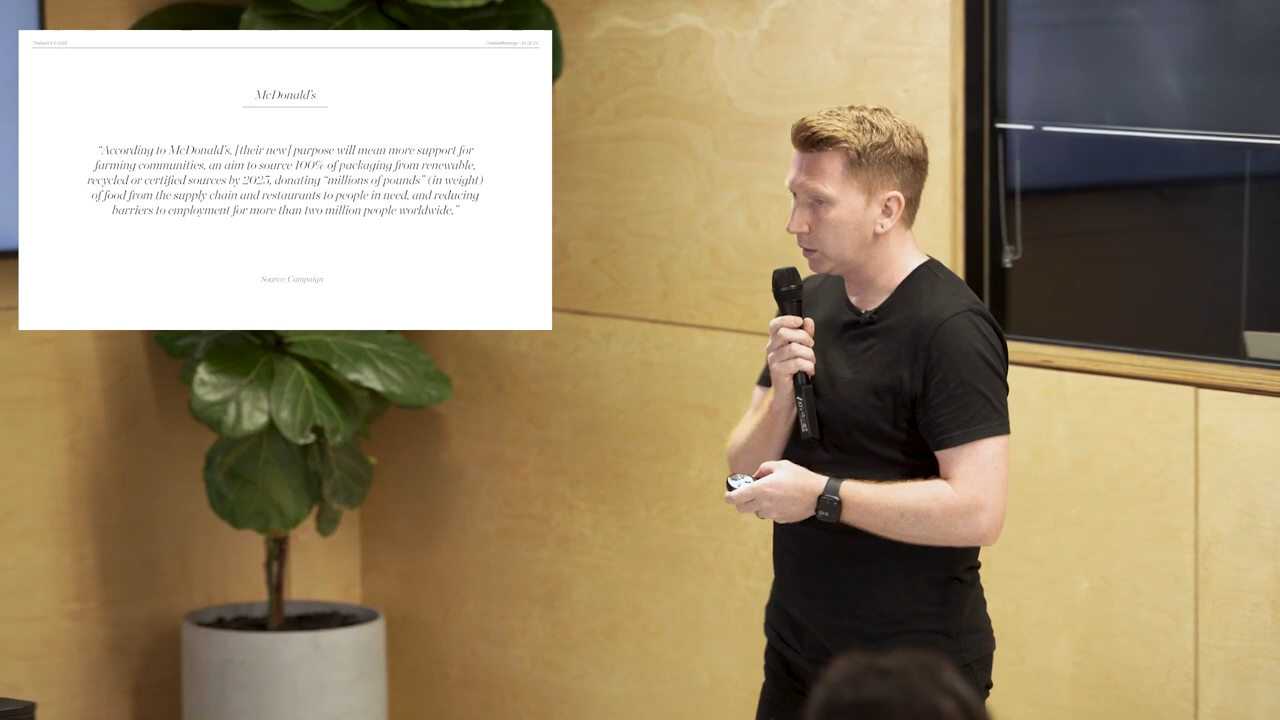 McDonald's
“According to McDonald's, [their new] purpose will mean more support for
farming communities, an aim to source 100% of packaging from renewable,
recycled or certified sources by 2025, donating “millions of pounds” (in weight)
of food from the supply chain and restaurants to people in need, and reducing
barriers to employment for more than two million people worldwide.”
Source: Campaign